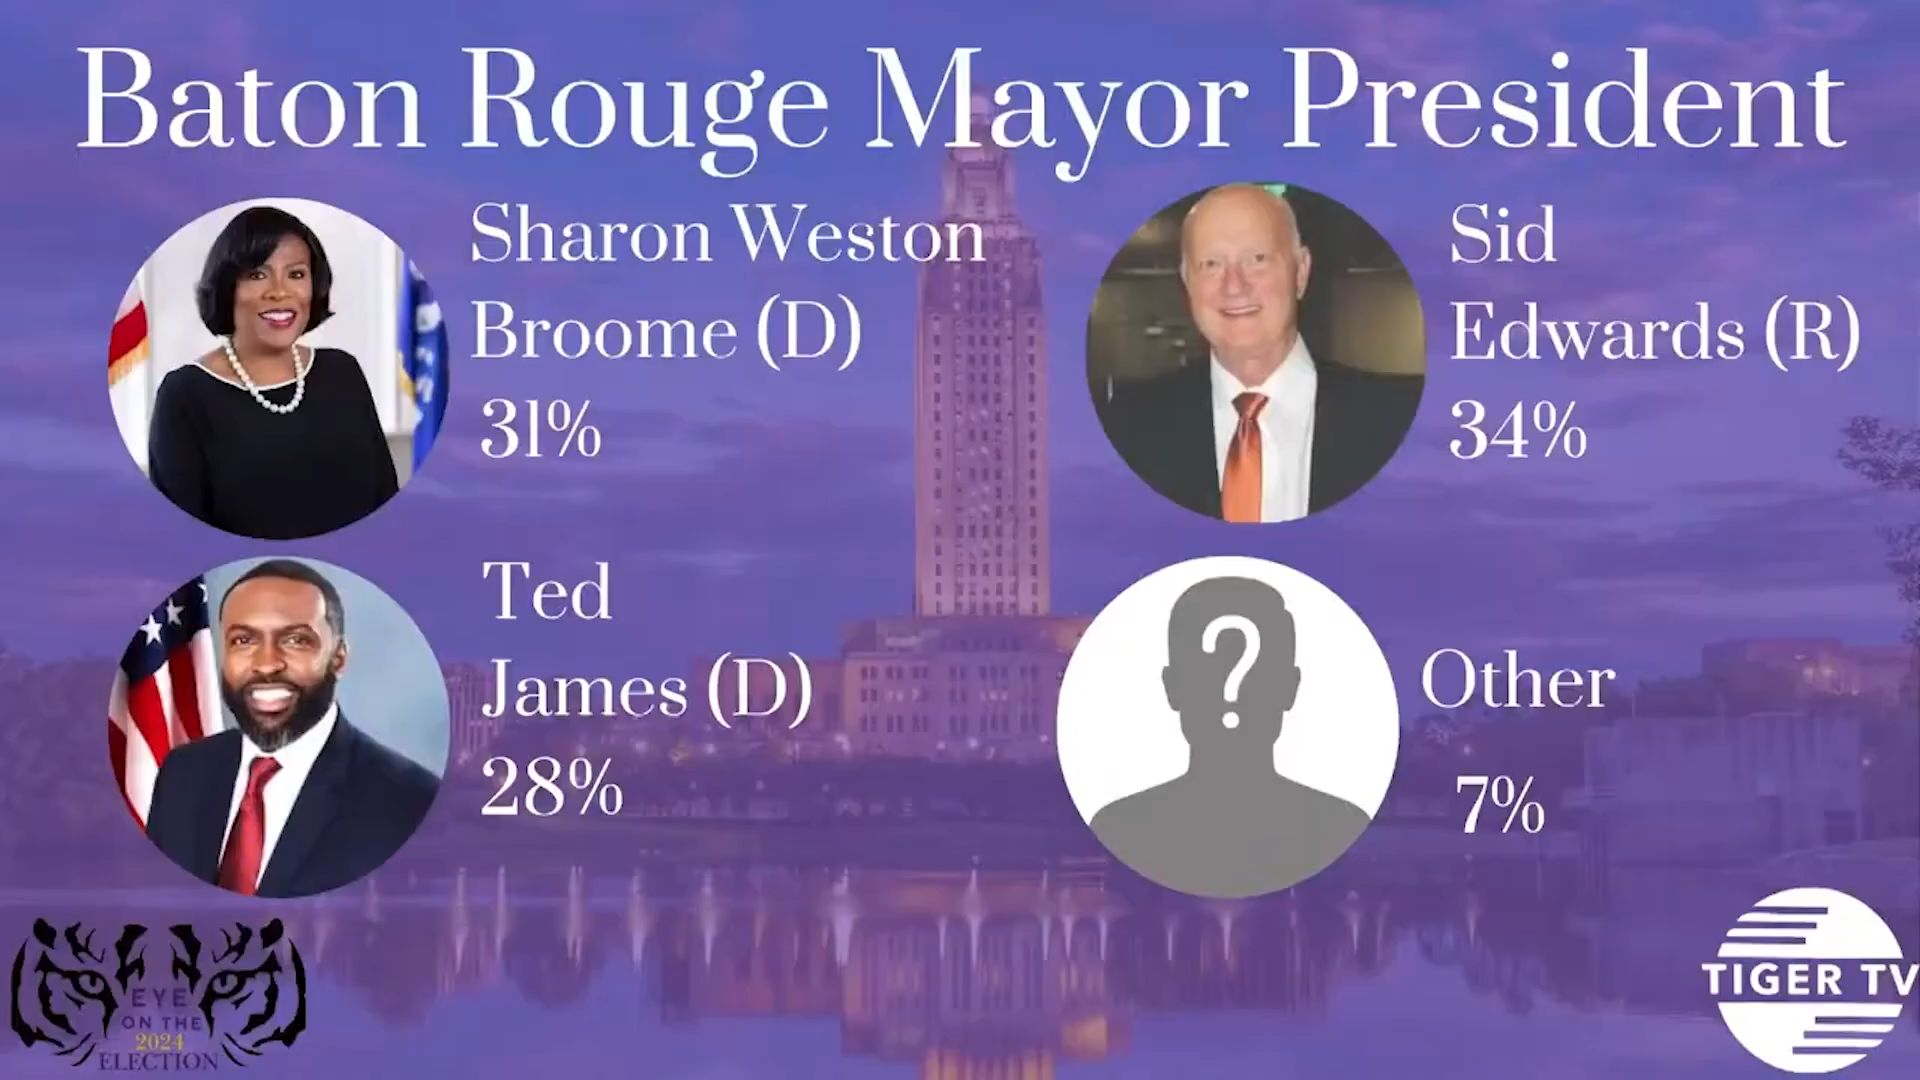 Baton Rouge Mayor President
Sharon Weston
Broome (D)
31%
Sid
Edwards (R)
34%
Ted
James (D)
28%
?
Other
7%
EYE
ON THE
2024
ELECTION
TIGER TV